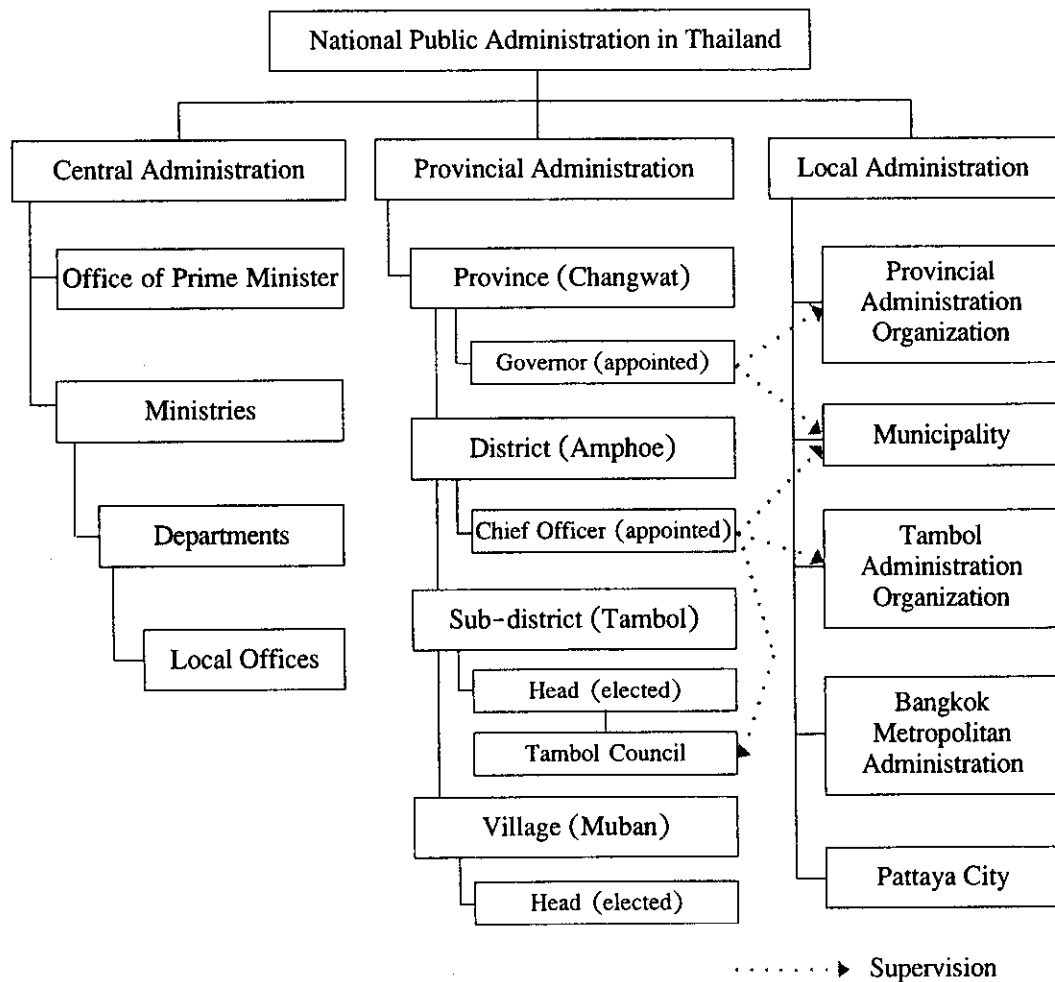 National Public Administration in Thailand
Central Administration
Office of Prime Minister
Ministries
Departments
Local Offices
Provincial Administration
Province (Changwat)
Governor (appointed)
District (Amphoe)
Chief Officer (appointed)
Sub-district (Tambol)
Head (elected)
Tambol Council
Village (Muban)
Head (elected)
Local Administration
Provincial
Administration
Organization
Municipality
Tambol
Administration
Organization
Bangkok
Metropolitan
Administration
Pattaya City
Supervision